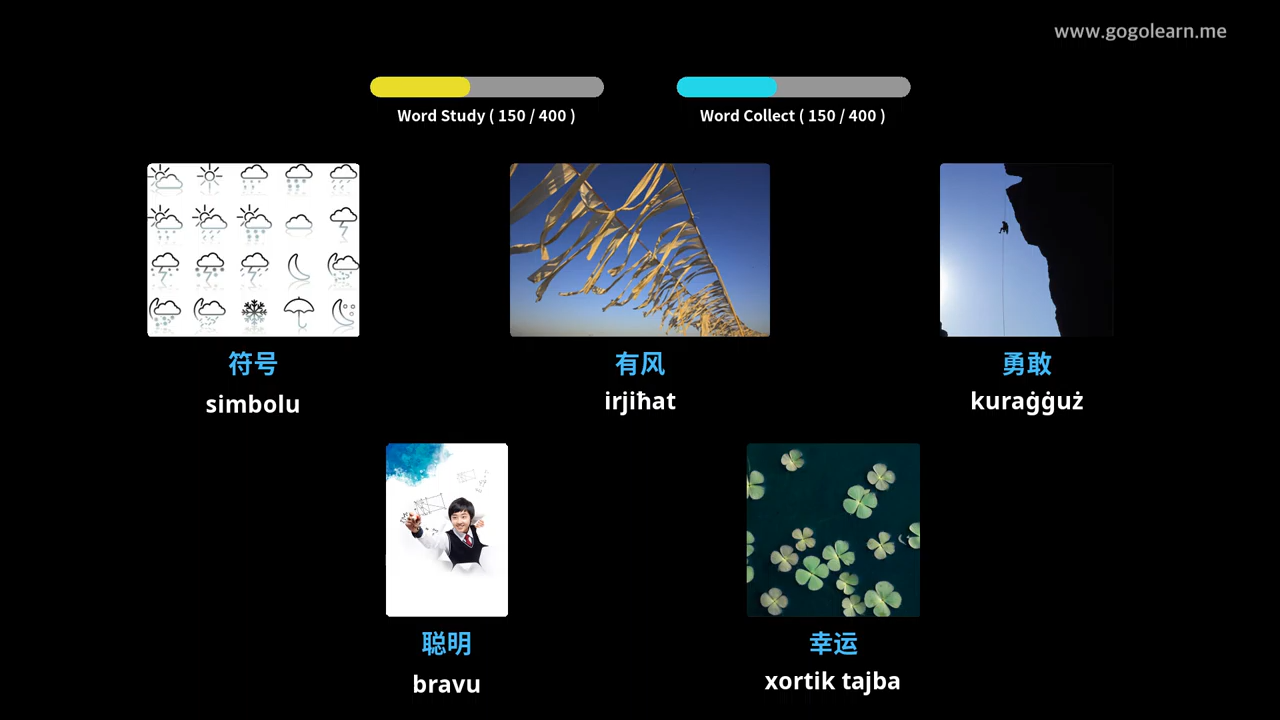 www.gogolearn.me
Word Study ( 150 / 400 )
Word Collect ( 150 / 400 )
符号
simbolu
有风
irjiħat
勇敢
kuraġġuż
聪明
bravu
幸运
xortik tajba